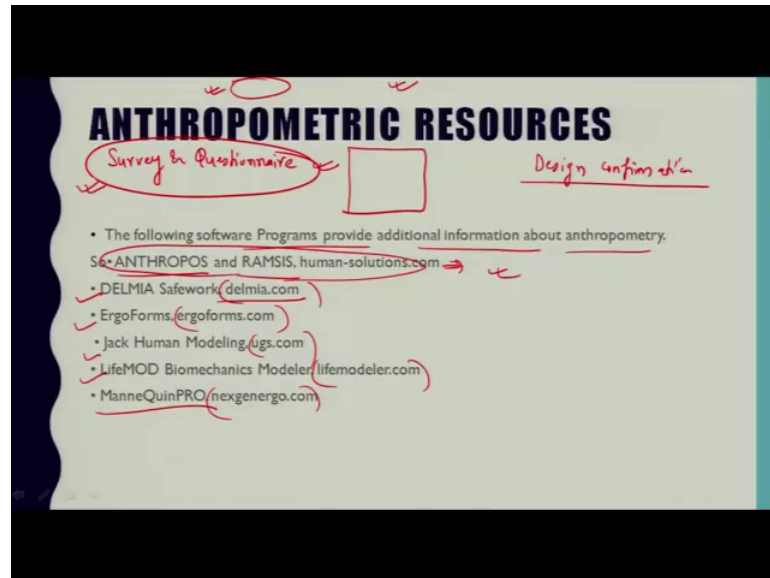 ANTHROPOMETRIC RESOURCES
Survey & Questionnaire
Design confirmation
• The following software Programs provide additional information about anthropometry.
So• ANTHROPOS and RAMSIS, human-solutions.com
• DELMIA Safework, delmia.com
• ErgoForms, ergoforms.com
• Jack Human Modeling, ugs.com
• LifeMOD Biomechanics Modeler, lifemodeler.com
• ManneQuinPRO, nexgenergo.com